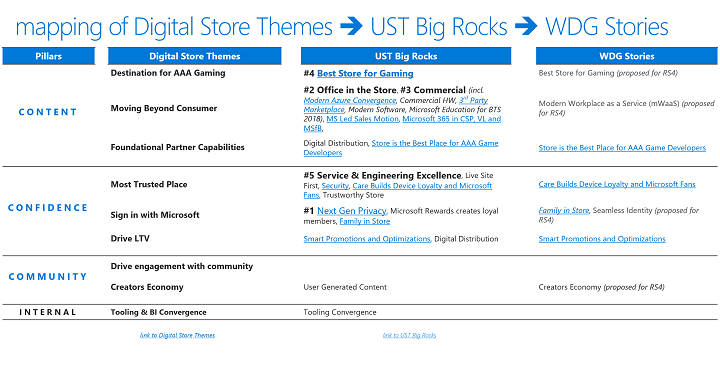 mapping of Digital Store Themes ➔ UST Big Rocks ➔ WDG Stories
Pillars
Digital Store Themes
UST Big Rocks
WDG Stories
CONTENT
Destination for AAA Gaming
#4 Best Store for Gaming
Best Store for Gaming (proposed for RS4)
Moving Beyond Consumer
#2 Office in the Store, #3 Commercial (incl.
Modern Azure Convergence, Commercial HW, 3rd Party
Marketplace, Modern Software, Microsoft Education for BTS
2018), MS Led Sales Motion, Microsoft 365 in CSP, VL and
MSfB,
Modern Workplace as a Service (mWaaS) (proposed
for RS4)
Foundational Partner Capabilities
Digital Distribution, Store is the Best Place for AAA Game
Developers
Store is the Best Place for AAA Game Developers
CONFIDENCE
Most Trusted Place
#5 Service & Engineering Excellence, Live Site
First, Security, Care Builds Device Loyalty and Microsoft
Fans, Trustworthy Store
Care Builds Device Loyalty and Microsoft Fans
Sign in with Microsoft
#1 Next Gen Privacy, Microsoft Rewards creates loyal
members, Family in Store
Family in Store, Seamless Identity (proposed for
RS4)
Drive LTV
Smart Promotions and Optimizations, Digital Distribution
Smart Promotions and Optimizations
COMMUNITY
Drive engagement with community
Creators Economy
User Generated Content
Creators Economy (proposed for RS4)
INTERNAL
Tooling & BI Convergence
Tooling Convergence
link to Digital Store Themes
link to UST Big Rocks